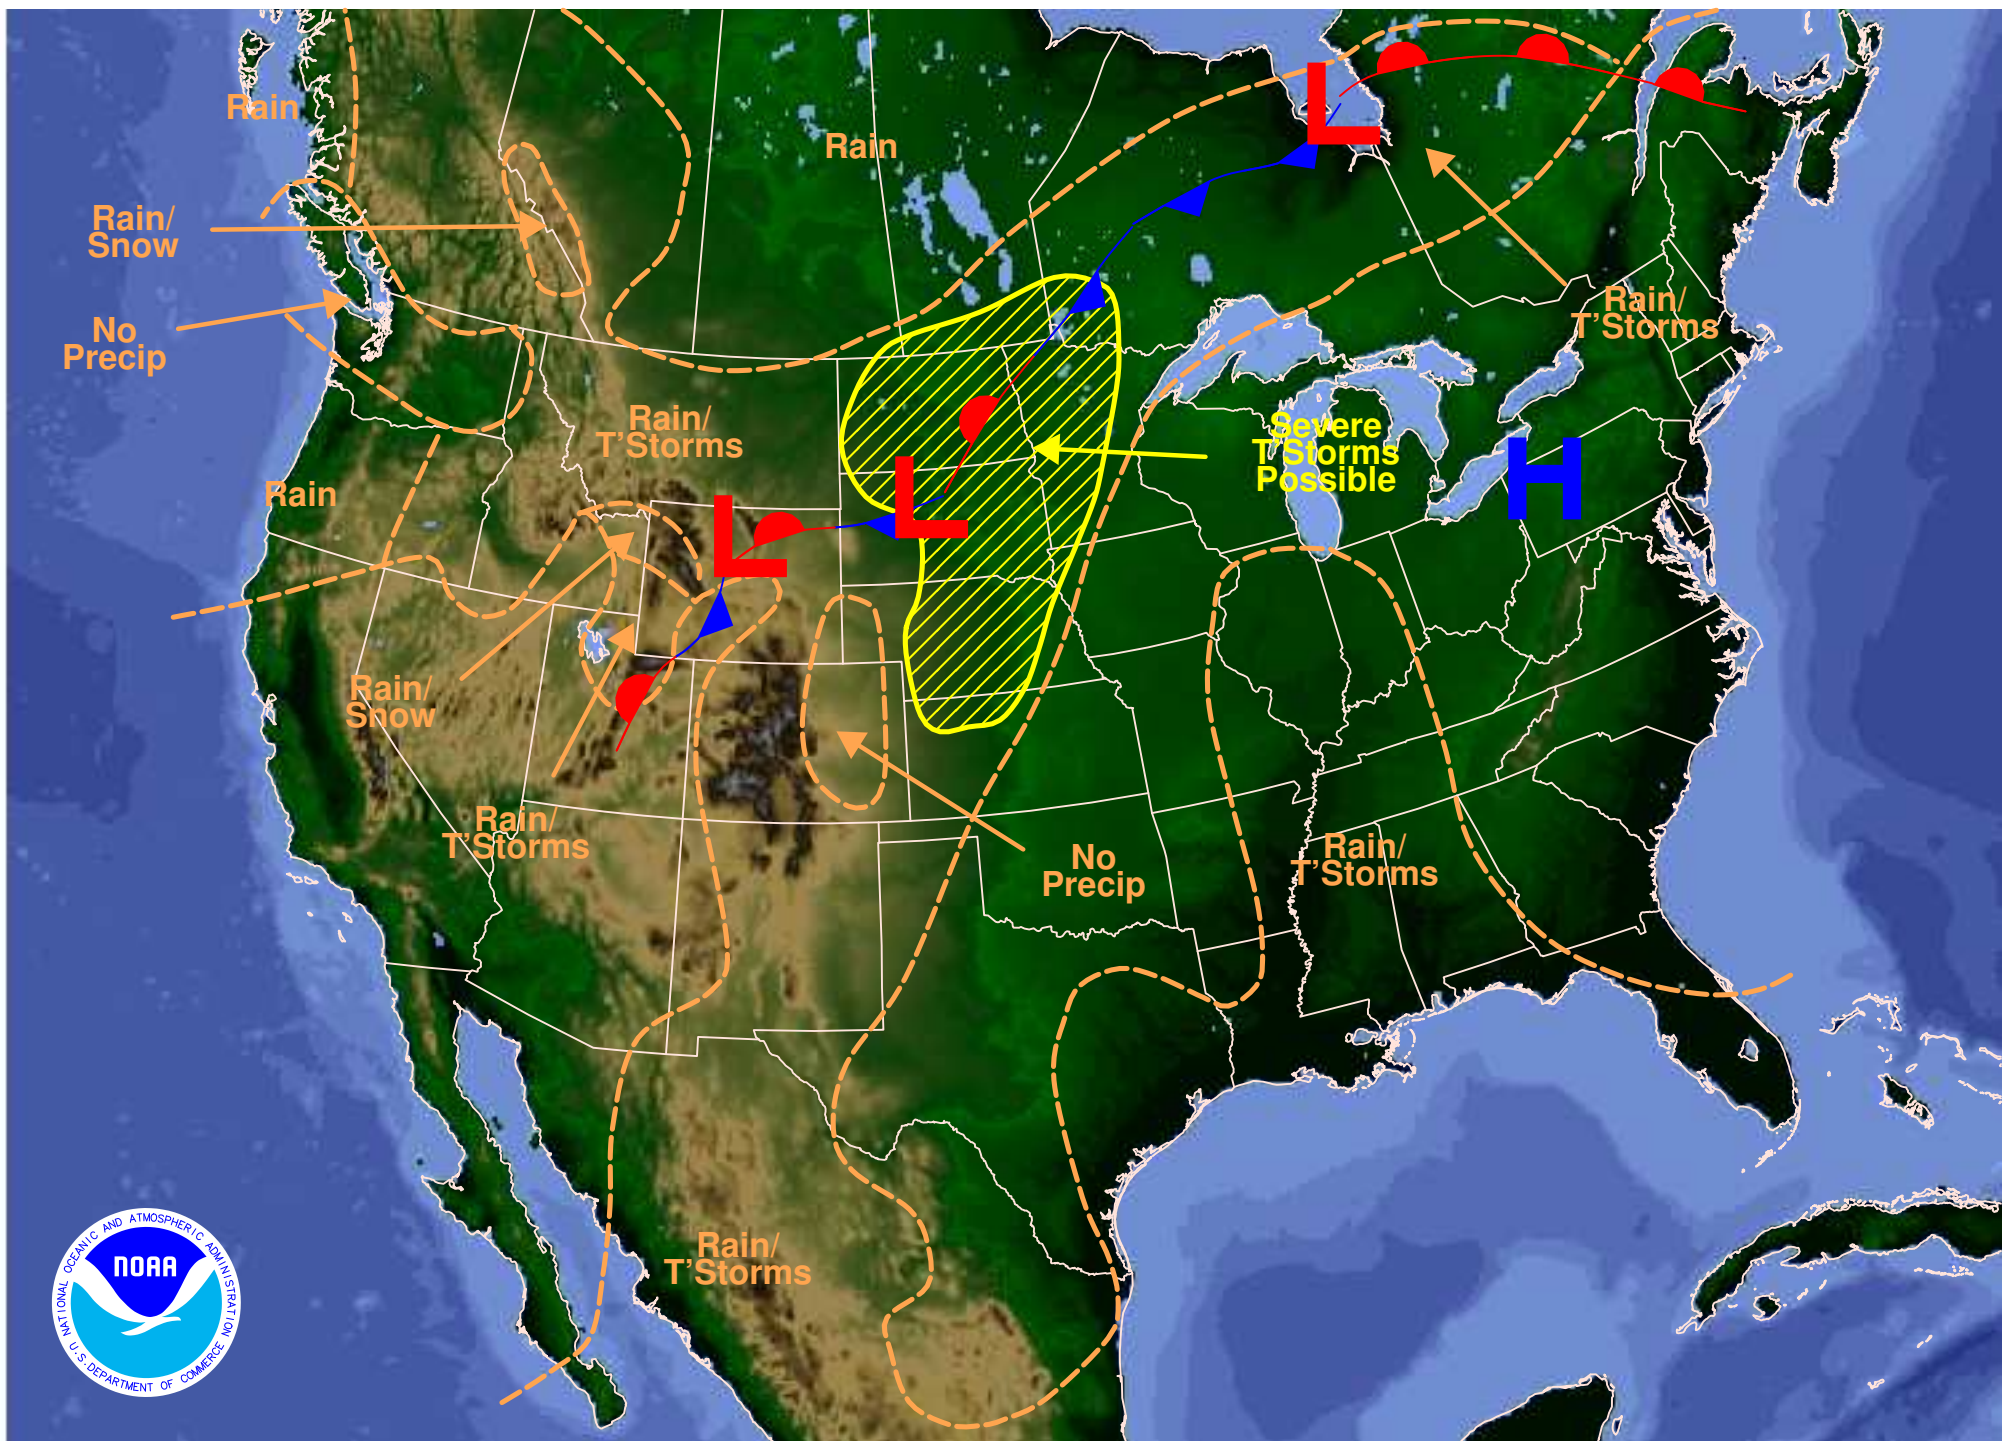 Rain
Rain
Rain/
Snow
No
Precip
Rain/
T'Storms
Rain/
T'Storms
Severe
T'Storms
Possible
L
L
L
H
Rain
Rain/
Snow
Rain/
T'Storms
No
Precip
Rain/
T'Storms
Rain/
T'Storms
NATIONAL OCEANIC AND ATMOSPHERIC ADMINISTRATION
NOAA
U.S. DEPARTMENT OF COMMERCE